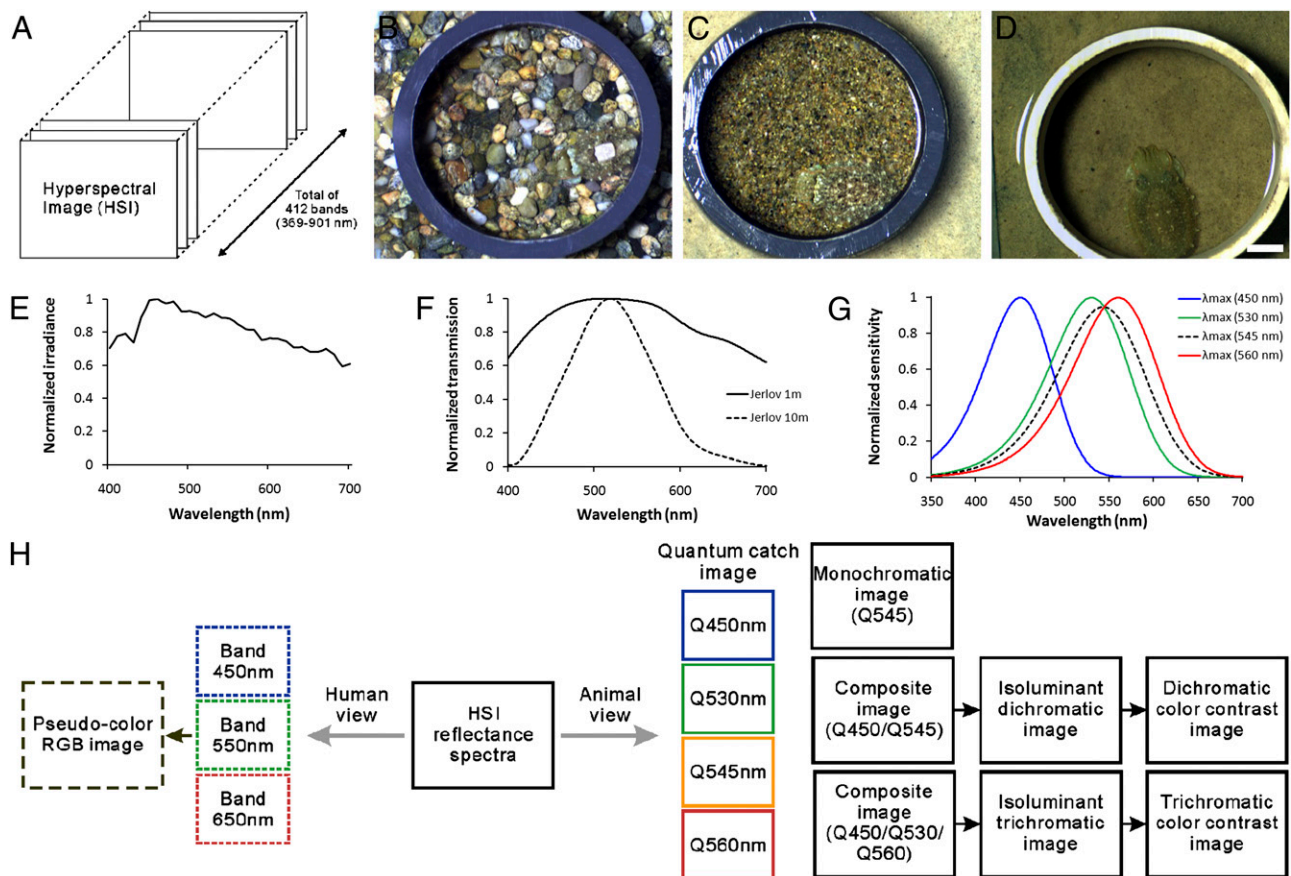 A
Hyperspectral
Image (HSI)
Total of
412 bands
(369-901 nm)
B
C
D
E
Normalized irradiance
1
0.8
0.6
0.4
0.2
0
400
500
600
700
Wavelength (nm)
F
Normalized transmission
1
0.8
0.6
0.4
0.2
0
Jerlov 1m
Jerlov 10m
400
500
600
700
Wavelength (nm)
G
Normalized sensitivity
1
0.8
0.6
0.4
0.2
0
λmax (450 nm)
λmax (530 nm)
λmax (545 nm)
λmax (560 nm)
350
400
450
500
550
600
650
700
Wavelength (nm)
H
Pseudo-color
RGB image
Band
450nm
Band
550nm
Band
650nm
Human
view
HSI
reflectance
spectra
Animal
view
Quantum catch
image
Q450nm
Q530nm
Q545nm
Q560nm
Monochromatic
image
(Q545)
Composite
image
(Q450/Q545)
Isoluminant
dichromatic
image
Dichromatic
color contrast
image
Composite
image
(Q450/Q530/
Q560)
Isoluminant
trichromatic
image
Trichromatic
color contrast
image